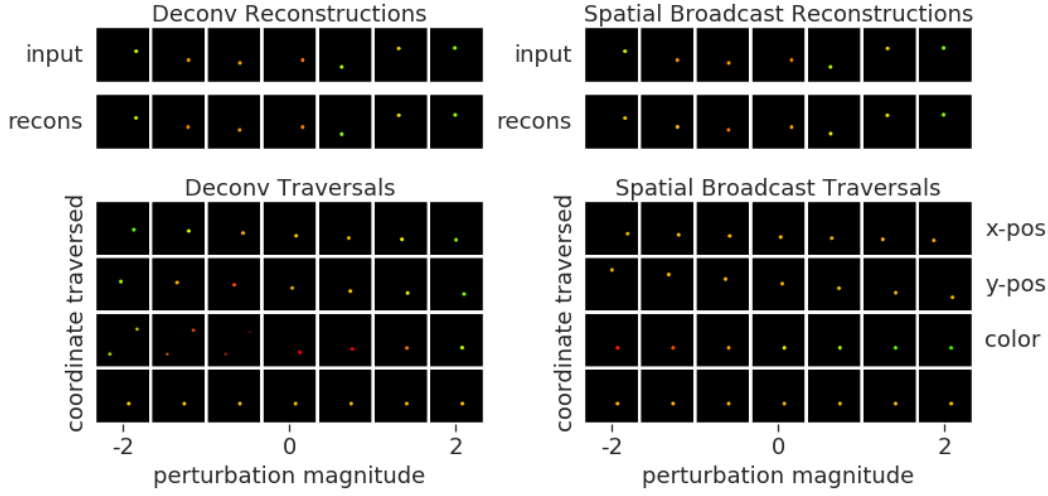 Deconv Reconstructions
input
recons
Deconv Traversals
coordinate traversed
-2 0 2
perturbation magnitude
Spatial Broadcast Reconstructions
input
recons
Spatial Broadcast Traversals
coordinate traversed
x-pos
y-pos
color
-2 0 2
perturbation magnitude